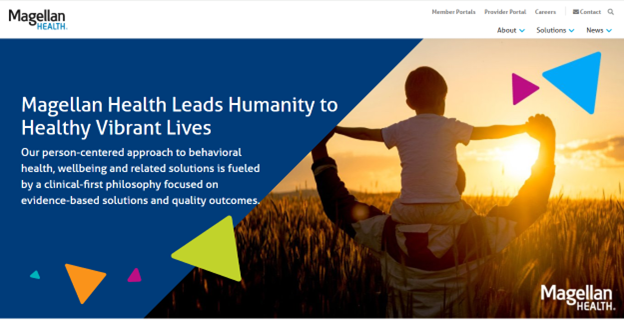 Magellan
HEALTH.
Member Portals Provider Portal Careers Contact
About Solutions News
Magellan Health Leads Humanity to
Healthy Vibrant Lives
Our person-centered approach to behavioral
health, wellbeing and related solutions is fueled
by a clinical-first philosophy focused on
evidence-based solutions and quality outcomes.
Magellan
HEALTH.